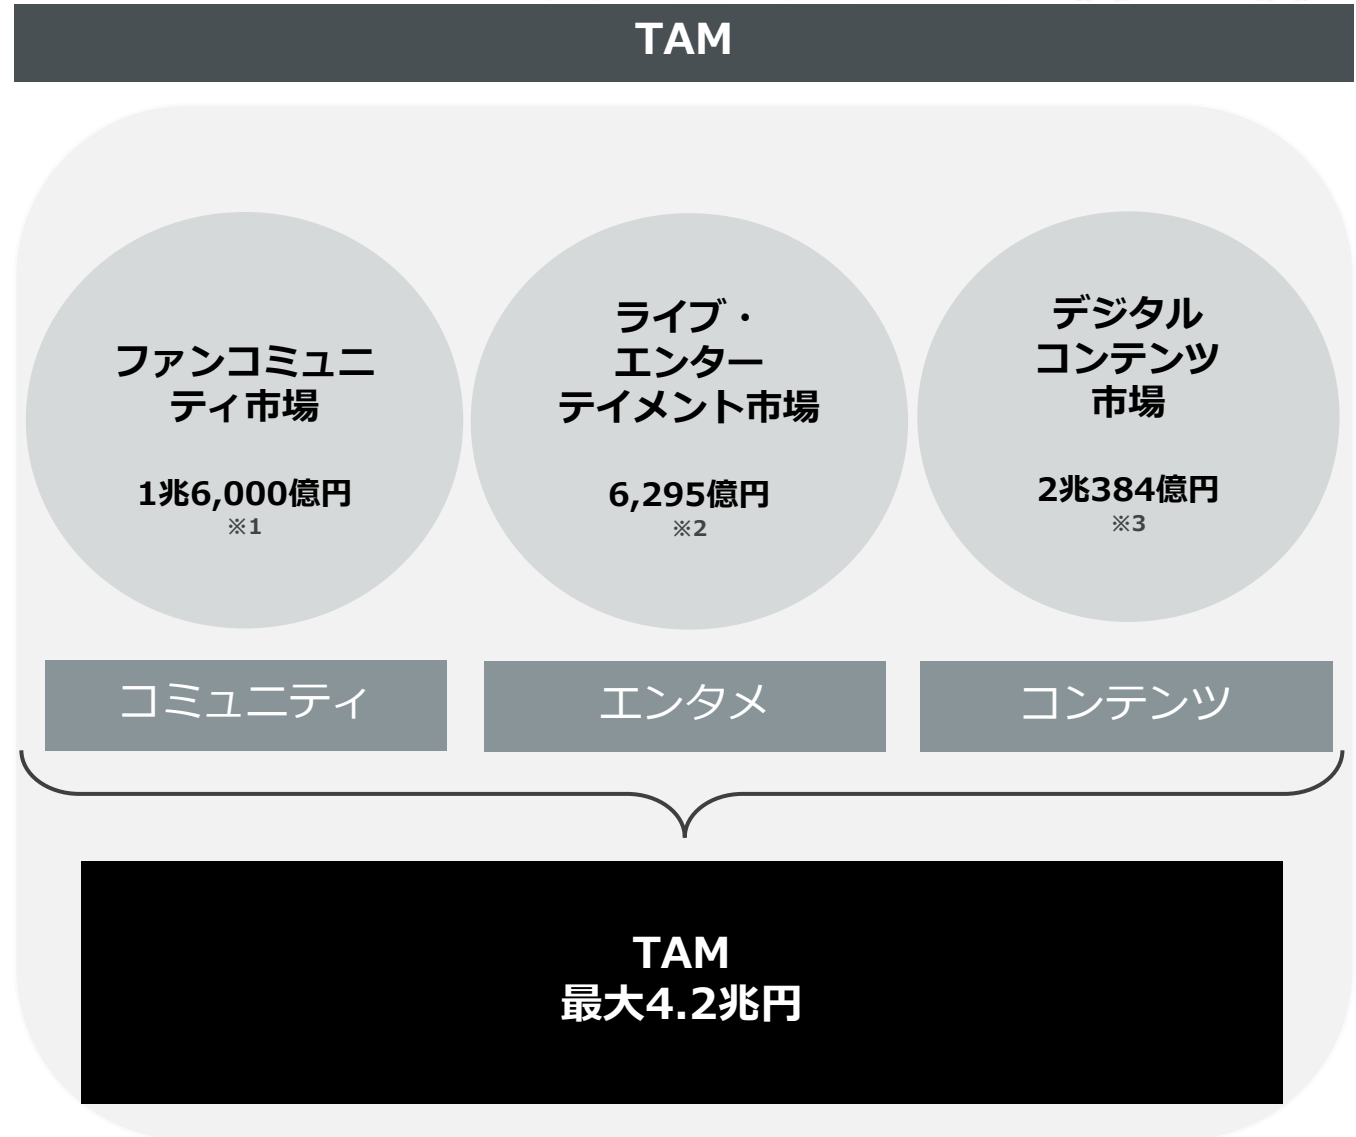 TAM
ファンコミュニ
ティ市場
1兆6,000億円
※1
ライブ・
エンター
テイメント市場
6,295億円
※2
デジタル
コンテンツ
市場
2兆384億円
※3
コミュニティ
エンタメ
コンテンツ
TAM
最大4.2兆円